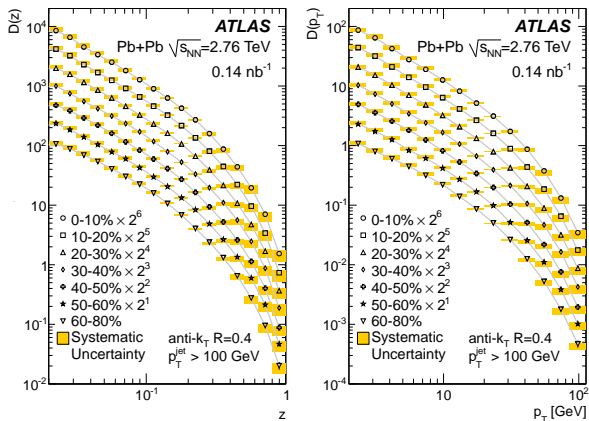 D(z)
10⁴
10³
10²
10
1
10⁻¹
10⁻²
ATLAS
Pb+Pb √sNN=2.76 TeV
0.14 nb⁻¹
0-10%×2⁶
10-20%×2⁵
20-30%×2⁴
30-40%×2³
40-50%×2²
50-60%×2¹
60-80%
Systematic
Uncertainty
anti-kT R=0.4
pTjet > 100 GeV
10⁻¹
1
z
D(pT)
10⁴
10³
10²
10
1
10⁻¹
10⁻²
10⁻³
10⁻⁴
ATLAS
Pb+Pb √sNN=2.76 TeV
0.14 nb⁻¹
0-10%×2⁶
10-20%×2⁵
20-30%×2⁴
30-40%×2³
40-50%×2²
50-60%×2¹
60-80%
Systematic
Uncertainty
anti-kT R=0.4
pTjet > 100 GeV
10
10²
pT [GeV]